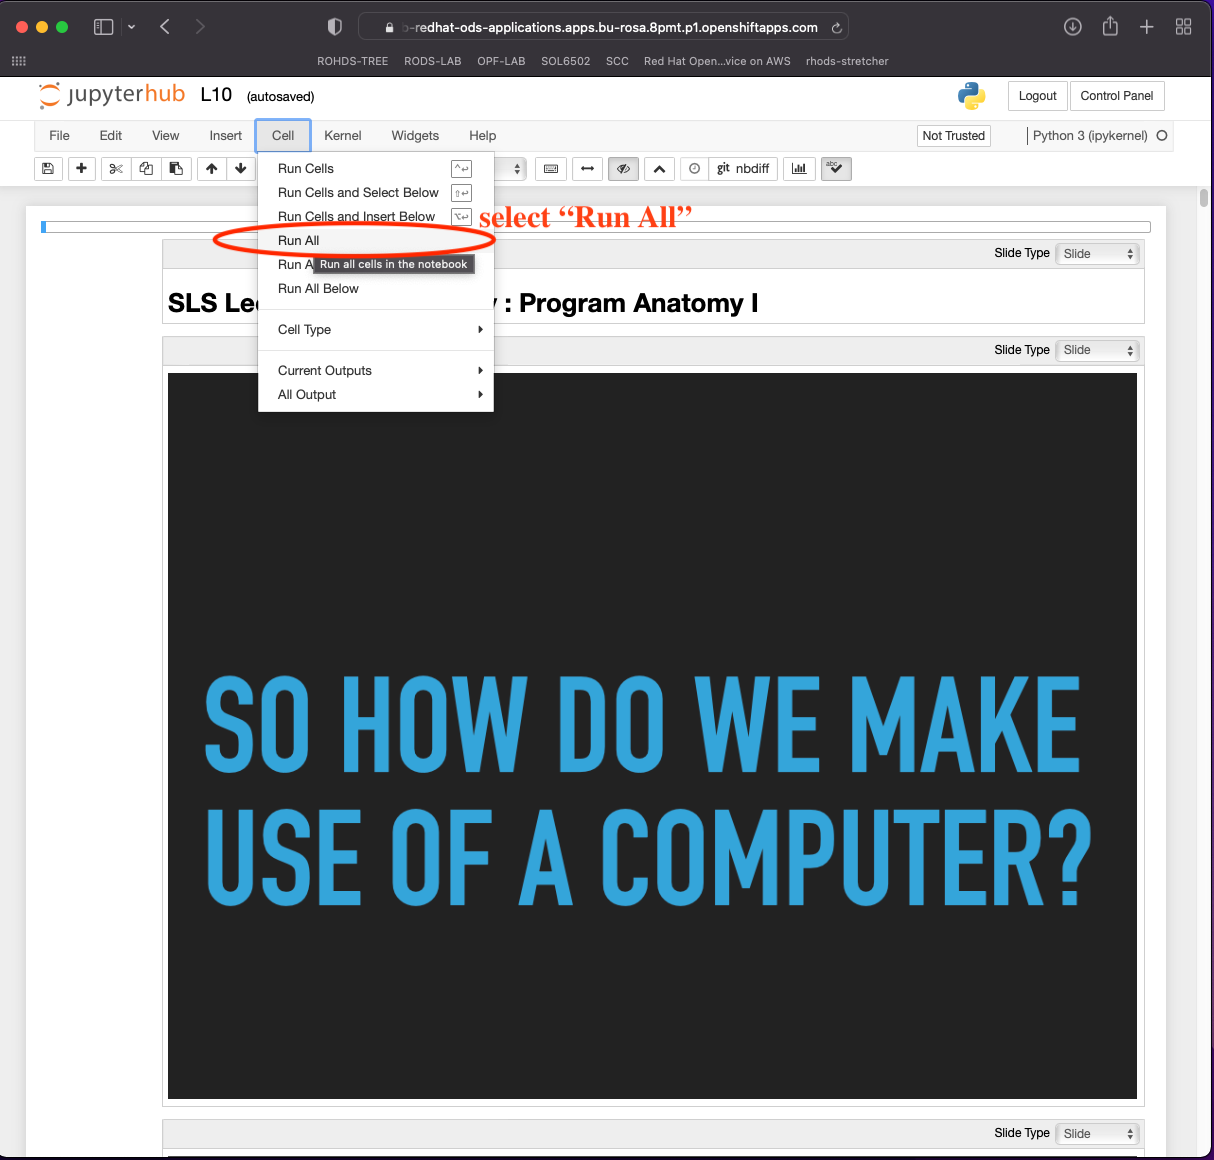 b-redhat-ods-applications.apps.bu-rosa.8pmt.p1.openshiftapps.com
ROHDS-TREE RODS-LAB OPF-LAB SOL6502 SCC Red Hat Open...vice on AWS rhods-stretcher
jupyterhub L10 (autosaved) Logout Control Panel
File Edit View Insert Cell Kernel Widgets Help Not Trusted Python 3 (ipykernel)
git nbdiff abc
Run Cells
Run Cells and Select Below
Run Cells and Insert Below
select “Run All”
Run All
Slide Type Slide
Run A
Run all cells in the notebook
Run All Below
SLS Lec : Program Anatomy I
Cell Type
Slide Type Slide
Current Outputs
All Output
SO HOW DO WE MAKE
USE OF A COMPUTER?
Slide Type Slide